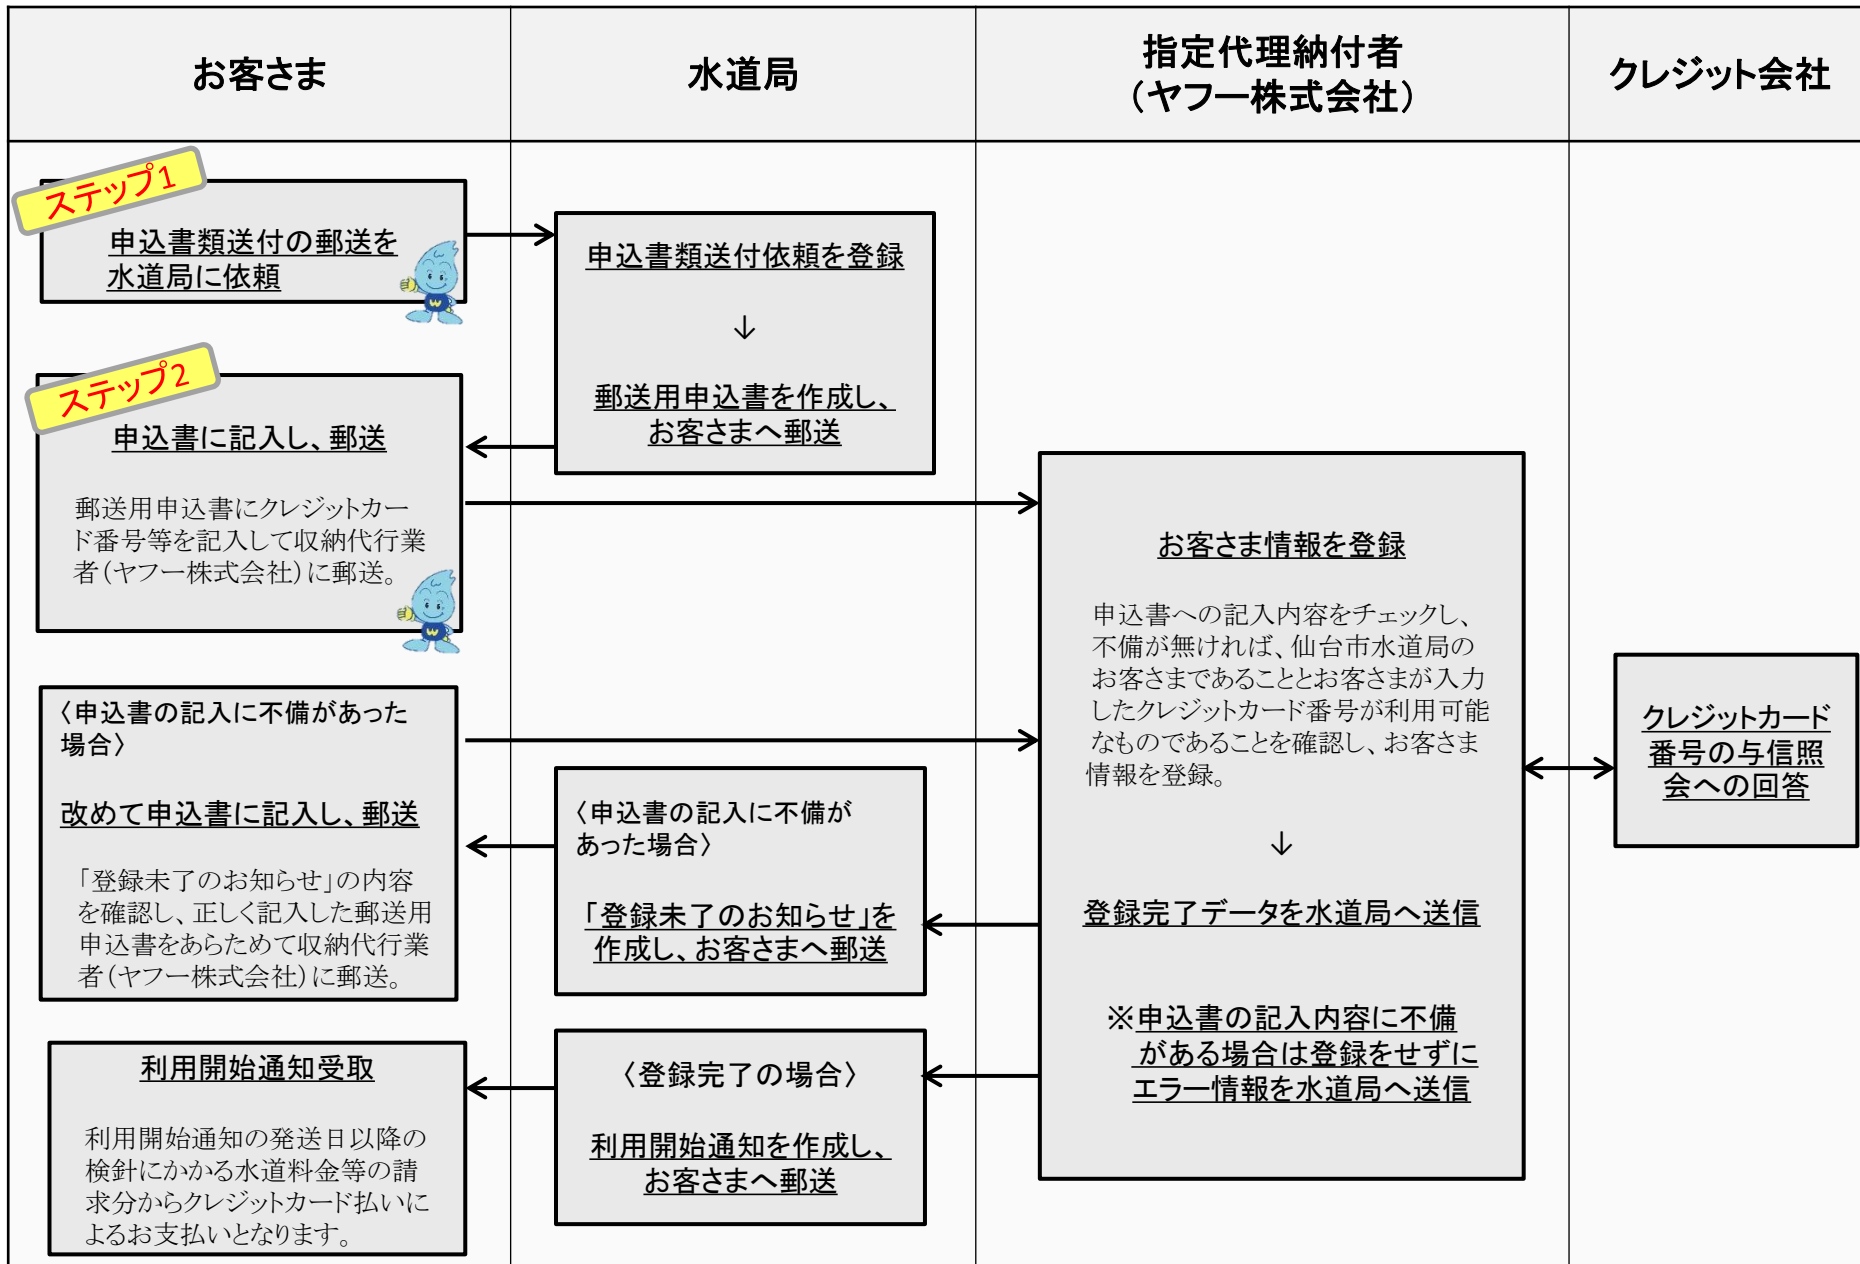 お客さま
水道局
指定代理納付者
（ヤフー株式会社）
クレジット会社
ステップ1
申込書類送付の郵送を
水道局に依頼
申込書類送付依頼を登録
↓
郵送用申込書を作成し、
お客さまへ郵送
ステップ2
申込書に記入し、郵送
郵送用申込書にクレジットカー
ド番号等を記入して収納代行業
者（ヤフー株式会社）に郵送。
お客さま情報を登録
申込書への記入内容をチェックし、
不備が無ければ、仙台市水道局の
お客さまであることとお客さまが入力
したクレジットカード番号が利用可能
なものであることを確認し、お客さま
情報を登録。
↓
登録完了データを水道局へ送信
※申込書の記入内容に不備
がある場合は登録をせずに
エラー情報を水道局へ送信
クレジットカード
番号の与信照
会への回答
〈申込書の記入に不備があった
場合〉
改めて申込書に記入し、郵送
「登録未了のお知らせ」の内容
を確認し、正しく記入した郵送用
申込書をあらためて収納代行業
者（ヤフー株式会社）に郵送。
〈申込書の記入に不備が
あった場合〉
「登録未了のお知らせ」を
作成し、お客さまへ郵送
〈登録完了の場合〉
利用開始通知を作成し、
お客さまへ郵送
利用開始通知受取
利用開始通知の発送日以降の
検針にかかる水道料金等の請
求分からクレジットカード払いに
よるお支払いとなります。